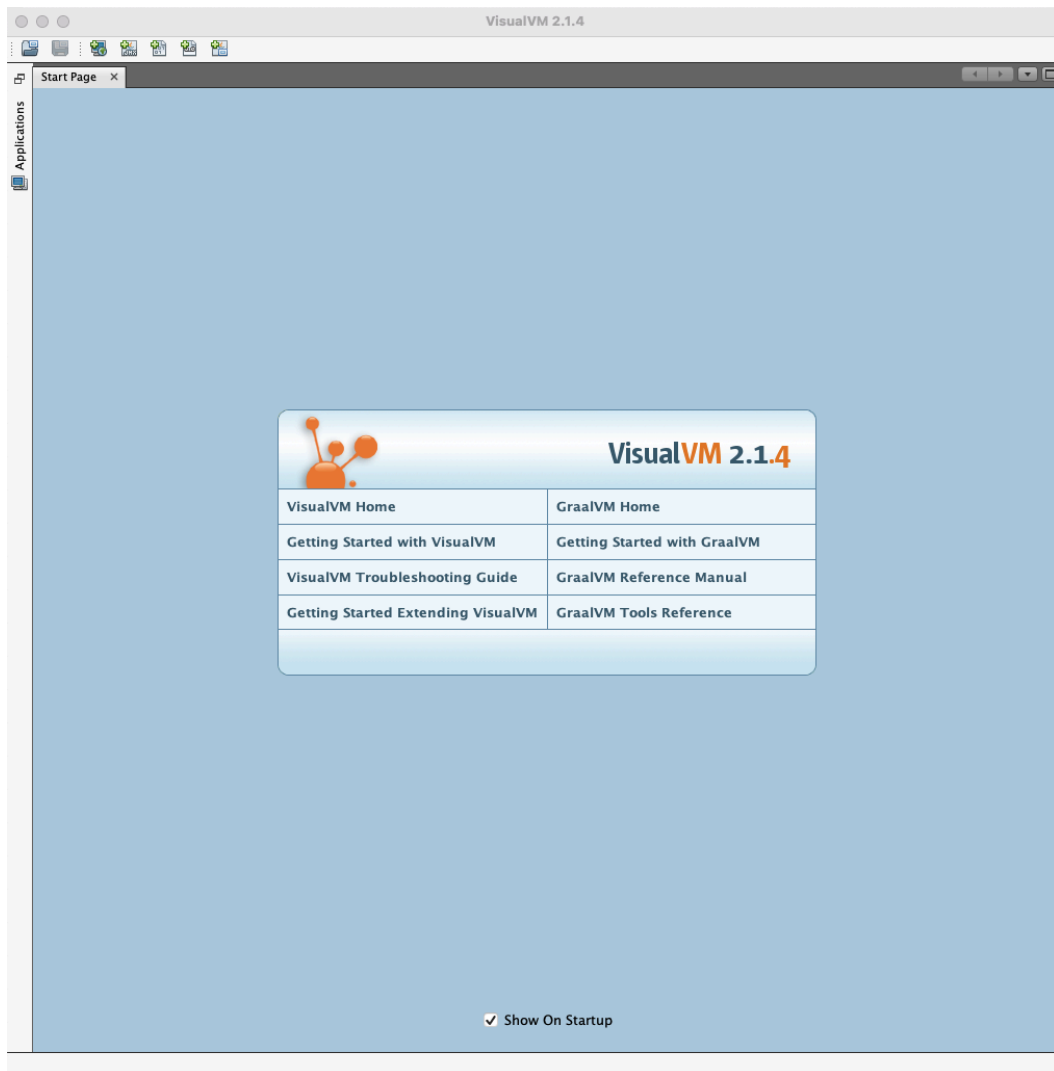 VisualVM 2.1.4
Start Page
Applications
VisualVM 2.1.4
VisualVM Home
GraalVM Home
Getting Started with VisualVM
Getting Started with GraalVM
VisualVM Troubleshooting Guide
GraalVM Reference Manual
Getting Started Extending VisualVM
GraalVM Tools Reference
Show On Startup